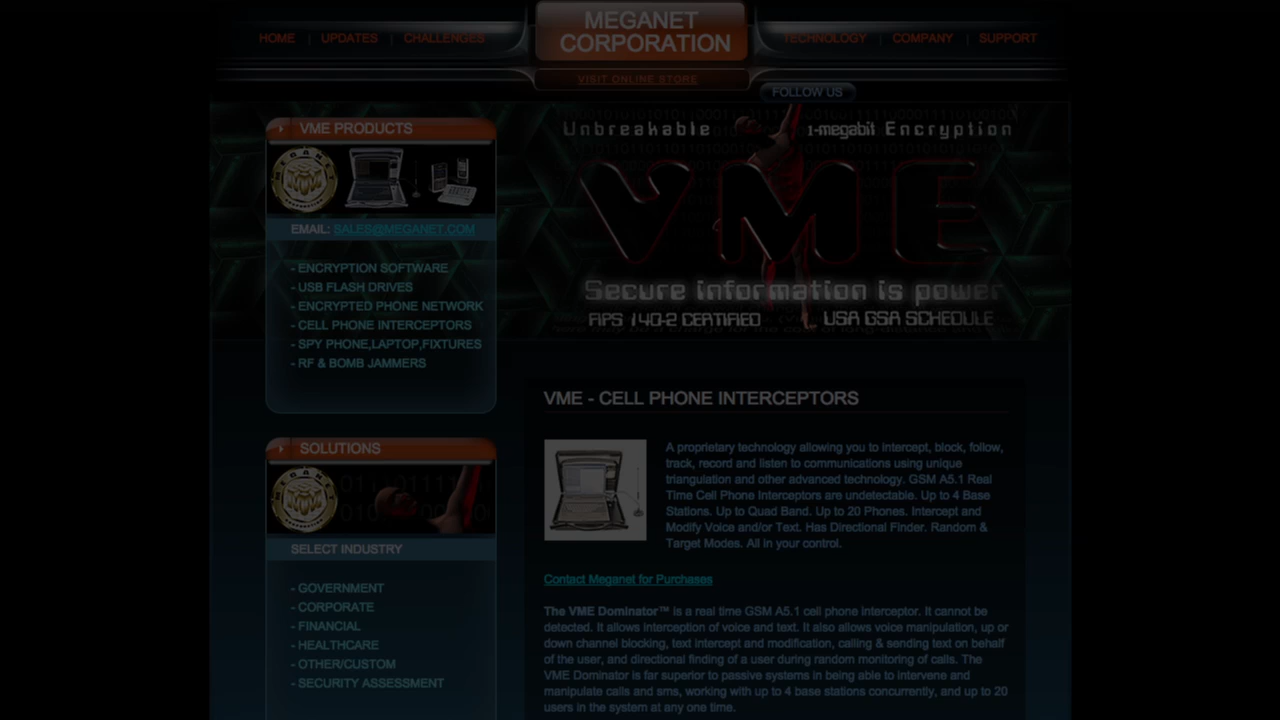 MEGANET
CORPORATION
HOME | UPDATES | CHALLENGES
TECHNOLOGY | COMPANY | SUPPORT
VISIT ONLINE STORE
FOLLOW US
VME PRODUCTS
EMAIL: SALES@MEGANET.COM
- ENCRYPTION SOFTWARE
- USB FLASH DRIVES
- ENCRYPTED PHONE NETWORK
- CELL PHONE INTERCEPTORS
- SPY PHONE,LAPTOP,FIXTURES
- RF & BOMB JAMMERS
SOLUTIONS
SELECT INDUSTRY
- GOVERNMENT
- CORPORATE
- FINANCIAL
- HEALTHCARE
- OTHER/CUSTOM
- SECURITY ASSESSMENT
Unbreakable 1-megabit Encryption
VME
Secure information is power
FIPS 140-2 CERTIFIED USA GSA SCHEDULE
VME - CELL PHONE INTERCEPTORS
A proprietary technology allowing you to intercept, block, follow,
track, record and listen to communications using unique
triangulation and other advanced technology. GSM A5.1 Real
Time Cell Phone Interceptors are undetectable. Up to 4 Base
Stations. Up to Quad Band. Up to 20 Phones. Intercept and
Modify Voice and/or Text. Has Directional Finder. Random &
Target Modes. All in your control.
Contact Meganet for Purchases
The VME Dominator™ is a real time GSM A5.1 cell phone interceptor. It cannot be
detected. It allows interception of voice and text. It also allows voice manipulation, up or
down channel blocking, text intercept and modification, calling & sending text on behalf
of the user, and directional finding of a user during random monitoring of calls. The
VME Dominator is far superior to passive systems in being able to intervene and
manipulate calls and sms, working with up to 4 base stations concurrently, and up to 20
users in the system at any one time.